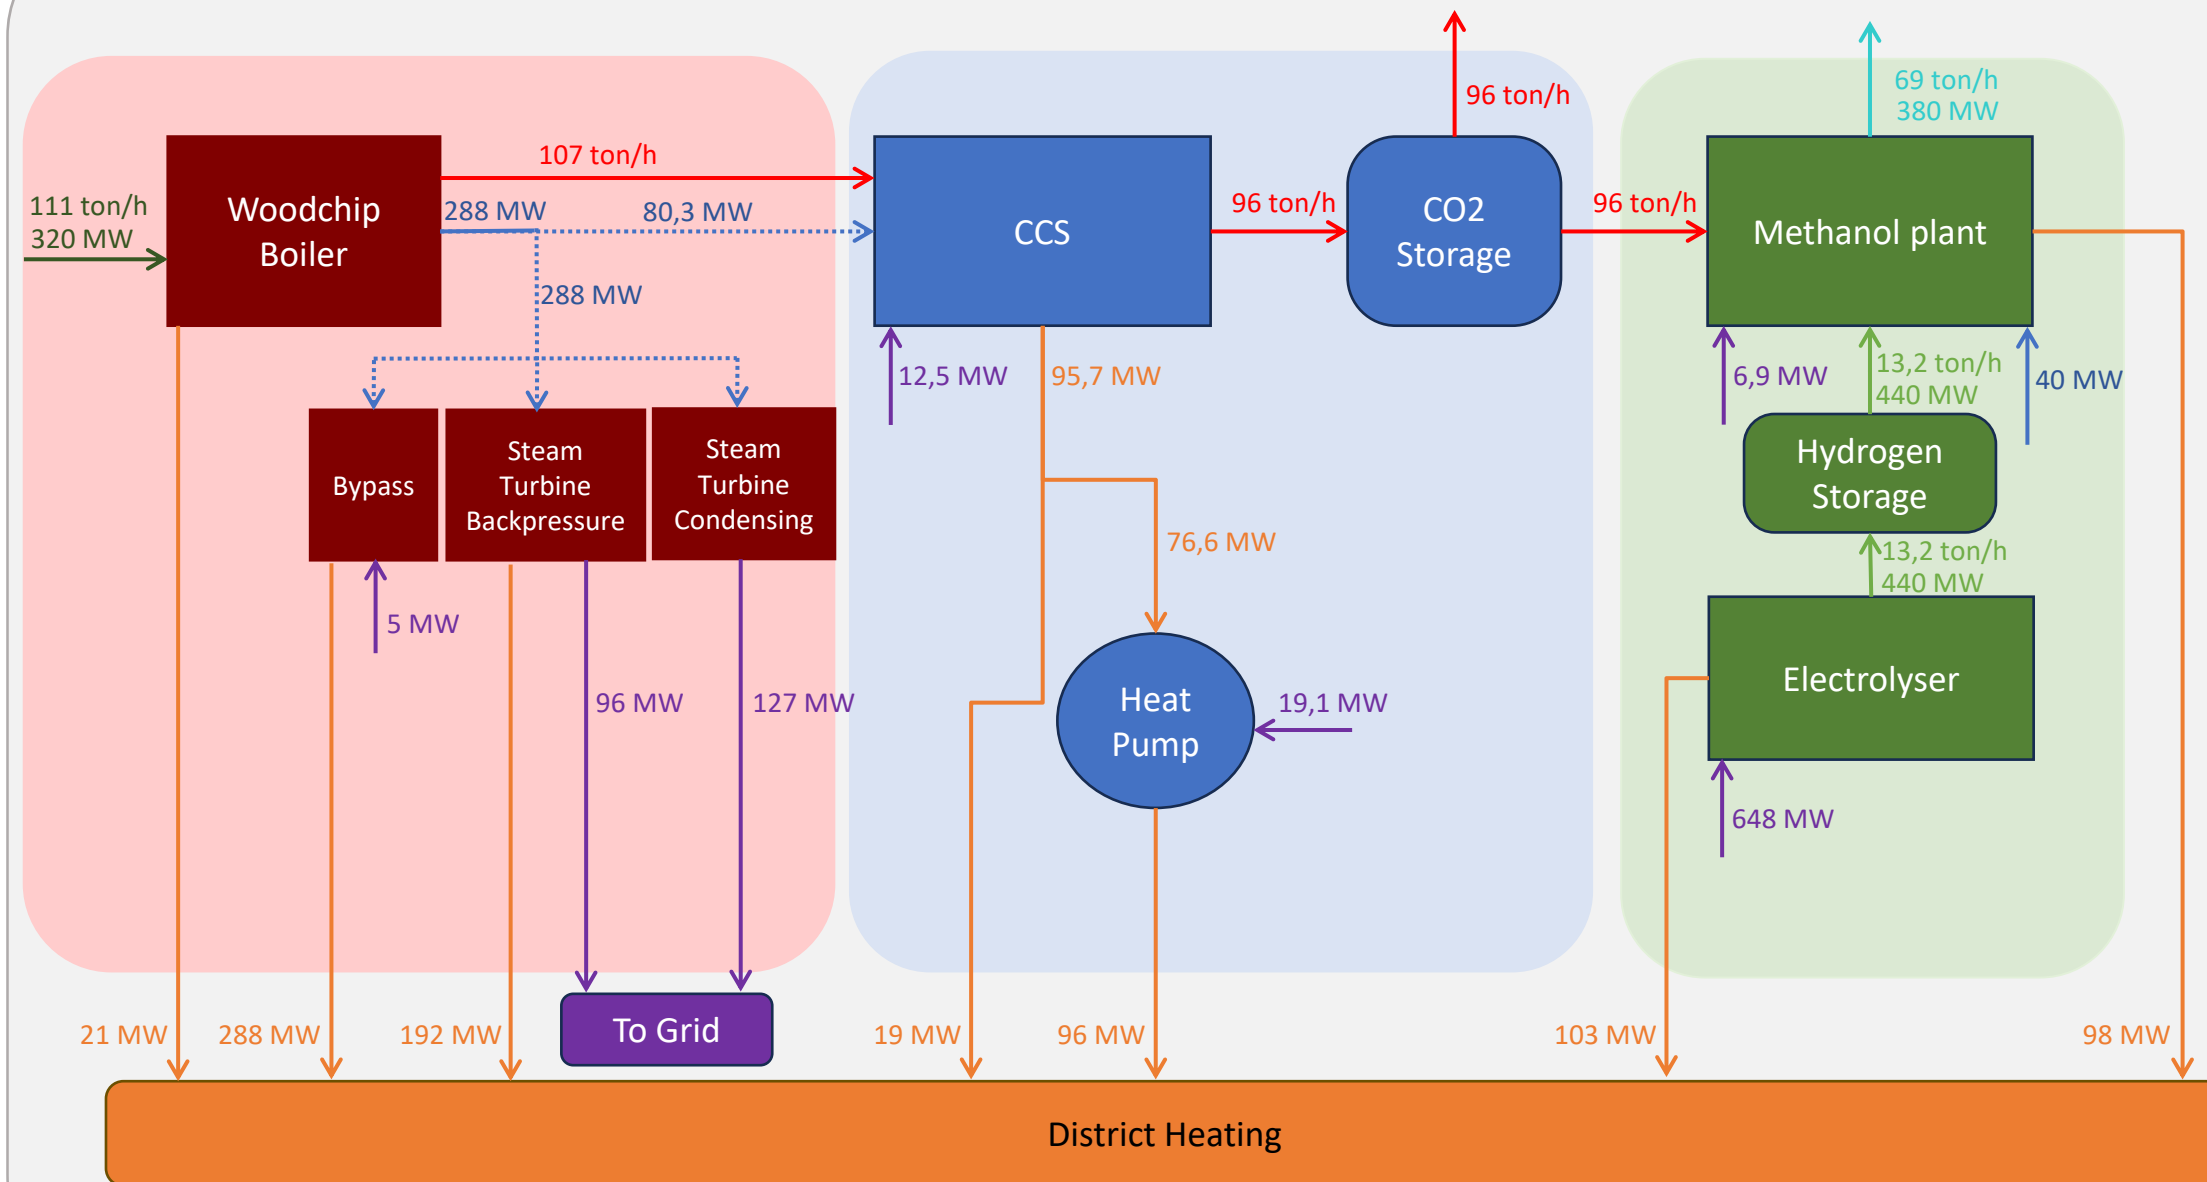 96 ton/h
69 ton/h
380 MW
107 ton/h
111 ton/h
320 MW
Woodchip
Boiler
288 MW
80,3 MW
CCS
96 ton/h
CO2
Storage
96 ton/h
Methanol plant
288 MW
12,5 MW
95,7 MW
6,9 MW
13,2 ton/h
440 MW
40 MW
Bypass
Steam
Turbine
Backpressure
Steam
Turbine
Condensing
Hydrogen
Storage
76,6 MW
13,2 ton/h
440 MW
5 MW
96 MW
127 MW
Heat
Pump
19,1 MW
Electrolyser
648 MW
21 MW
288 MW
192 MW
To Grid
19 MW
96 MW
103 MW
98 MW
District Heating